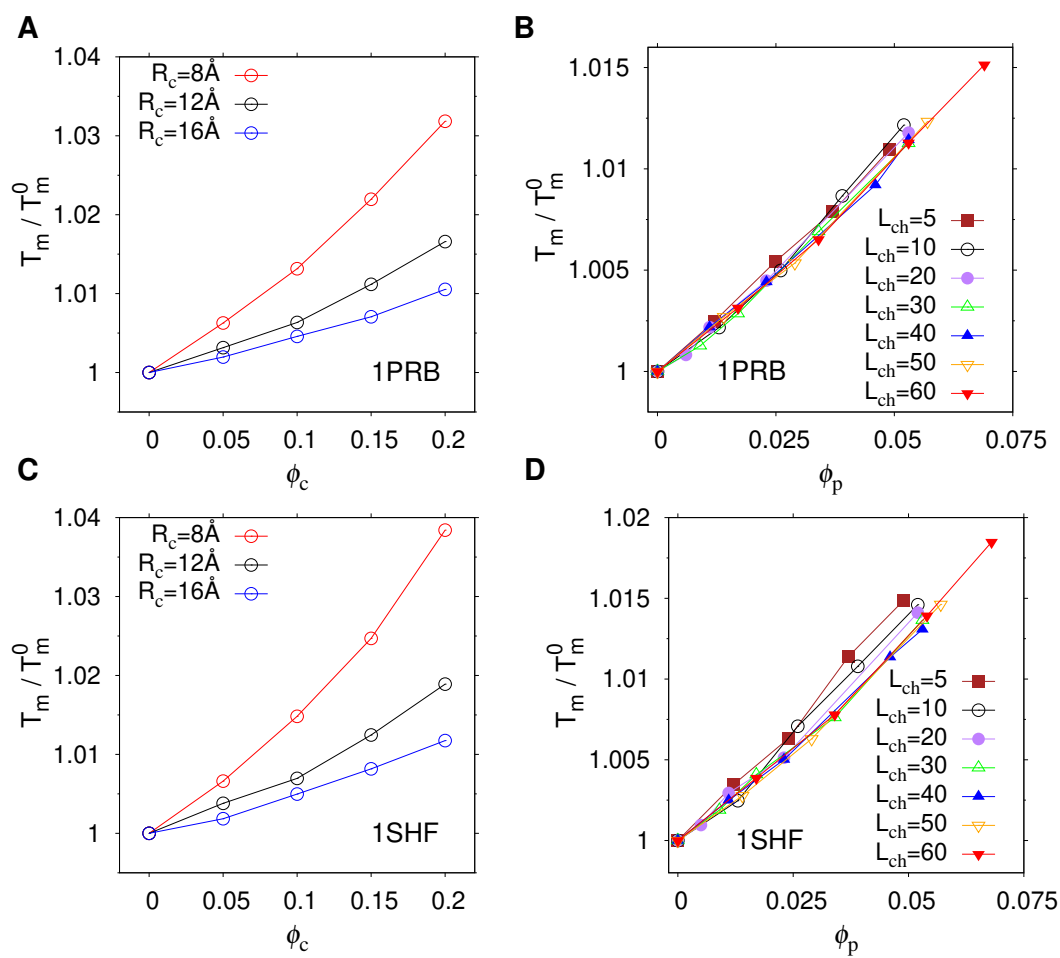 A
1.04
1.03
1.02
1.01
1
T_m / T_m^0
R_c=8Å
R_c=12Å
R_c=16Å
1PRB
0 0.05 0.1 0.15 0.2
ϕ_c
B
1.015
1.01
1.005
1
T_m / T_m^0
L_ch=5
L_ch=10
L_ch=20
L_ch=30
L_ch=40
L_ch=50
L_ch=60
1PRB
0 0.025 0.05 0.075
ϕ_p
C
1.04
1.03
1.02
1.01
1
T_m / T_m^0
R_c=8Å
R_c=12Å
R_c=16Å
1SHF
0 0.05 0.1 0.15 0.2
ϕ_c
D
1.02
1.015
1.01
1.005
1
T_m / T_m^0
L_ch=5
L_ch=10
L_ch=20
L_ch=30
L_ch=40
L_ch=50
L_ch=60
1SHF
0 0.025 0.05 0.075
ϕ_p